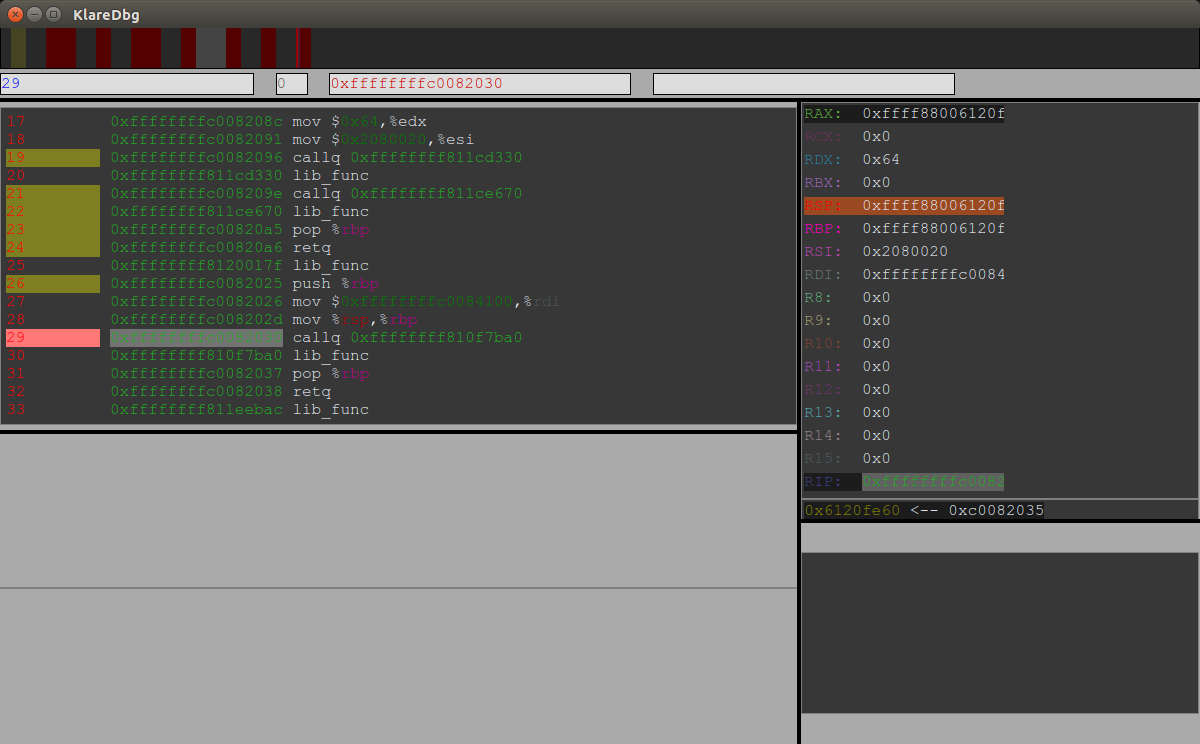 KlareDbg
29 0 0xffffffffc0082030
17 0xffffffffc008208c mov $0x64,%edx
18 0xffffffffc0082091 mov $0x2080020,%esi
19 0xffffffffc0082096 callq 0xffffffff811cd330
20 0xffffffff811cd330 lib_func
21 0xffffffffc008209e callq 0xffffffff811ce670
22 0xffffffff811ce670 lib_func
23 0xffffffffc00820a5 pop %rbp
24 0xffffffffc00820a6 retq
25 0xffffffff8120017f lib_func
26 0xffffffffc0082025 push %rbp
27 0xffffffffc0082026 mov $0xffffffffc0084100,%rdi
28 0xffffffffc008202d mov %rsp,%rbp
29 0xffffffffc0082030 callq 0xffffffff810f7ba0
30 0xffffffff810f7ba0 lib_func
31 0xffffffffc0082037 pop %rbp
32 0xffffffffc0082038 retq
33 0xffffffff811eebac lib_func
RAX: 0xffff88006120f
RCX: 0x0
RDX: 0x64
RBX: 0x0
RSP: 0xffff88006120f
RBP: 0xffff88006120f
RSI: 0x2080020
RDI: 0xffffffffc0084
R8: 0x0
R9: 0x0
R10: 0x0
R11: 0x0
R12: 0x0
R13: 0x0
R14: 0x0
R15: 0x0
RIP: 0xffffffffc0082
0x6120fe60 <-- 0xc0082035